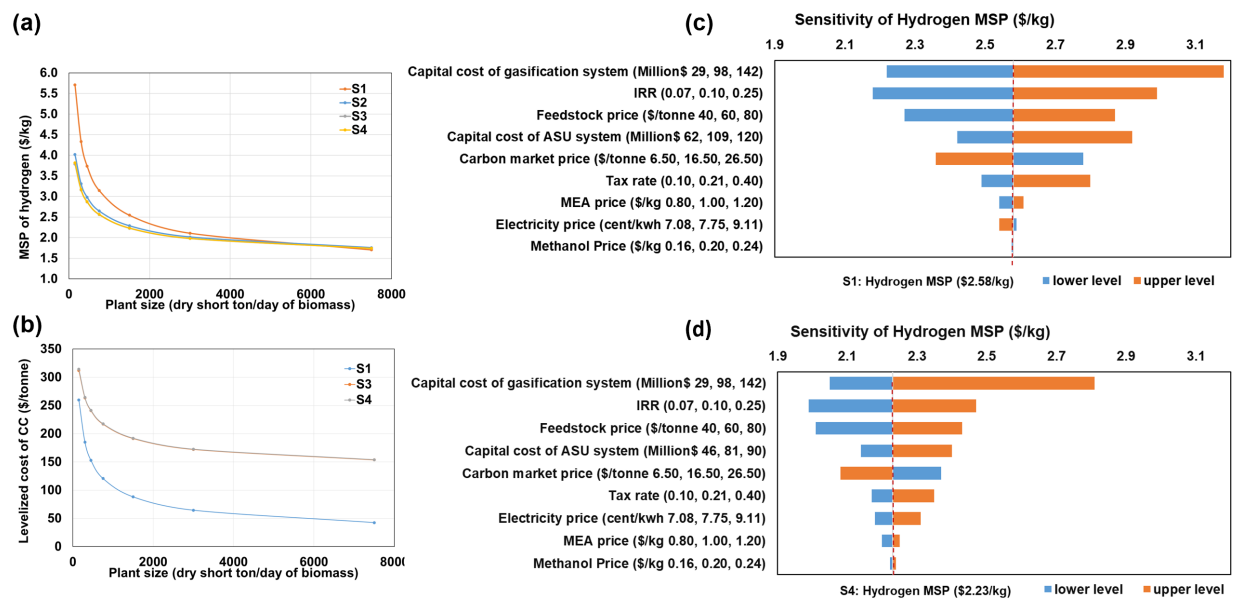 (a)
MSP of hydrogen ($/kg)
6.0
5.5
5.0
4.5
4.0
3.5
3.0
2.5
2.0
1.5
1.0
0 2000 4000 6000 8000
Plant size (dry short ton/day of biomass)
S1
S2
S3
S4
(b)
Levelized cost of CC ($/tonne)
350
300
250
200
150
100
50
0
0 2000 4000 6000 8000
Plant size (dry short ton/day of biomass)
S1
S3
S4
(c)
Sensitivity of Hydrogen MSP ($/kg)
1.9 2.1 2.3 2.5 2.7 2.9 3.1
Capital cost of gasification system (Million$ 29, 98, 142)
IRR (0.07, 0.10, 0.25)
Feedstock price ($/tonne 40, 60, 80)
Capital cost of ASU system (Million$ 62, 109, 120)
Carbon market price ($/tonne 6.50, 16.50, 26.50)
Tax rate (0.10, 0.21, 0.40)
MEA price ($/kg 0.80, 1.00, 1.20)
Electricity price (cent/kwh 7.08, 7.75, 9.11)
Methanol Price ($/kg 0.16, 0.20, 0.24)
S1: Hydrogen MSP ($2.58/kg) lower level upper level
(d)
Sensitivity of Hydrogen MSP ($/kg)
1.9 2.1 2.3 2.5 2.7 2.9 3.1
Capital cost of gasification system (Million$ 29, 98, 142)
IRR (0.07, 0.10, 0.25)
Feedstock price ($/tonne 40, 60, 80)
Capital cost of ASU system (Million$ 46, 81, 90)
Carbon market price ($/tonne 6.50, 16.50, 26.50)
Tax rate (0.10, 0.21, 0.40)
Electricity price (cent/kwh 7.08, 7.75, 9.11)
MEA price ($/kg 0.80, 1.00, 1.20)
Methanol Price ($/kg 0.16, 0.20, 0.24)
S4: Hydrogen MSP ($2.23/kg) lower level upper level